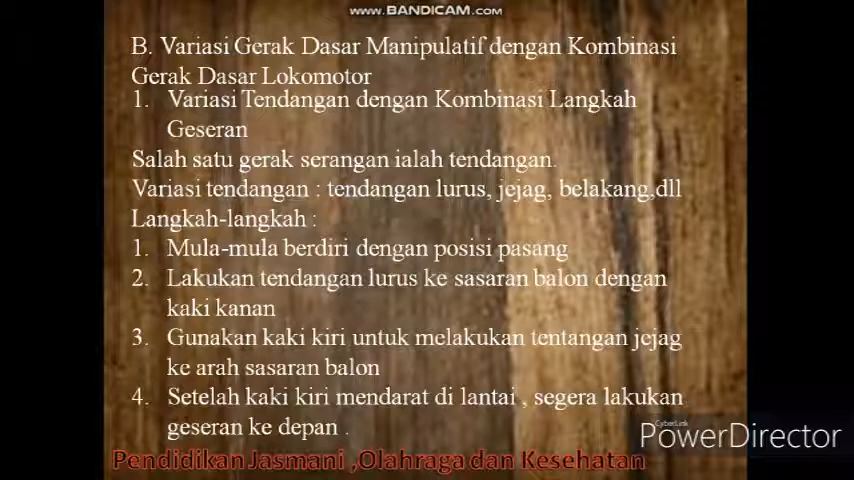 WWW.BANDICAM.COM
B. Variasi Gerak Dasar Manipulatif dengan Kombinasi
Gerak Dasar Lokomotor
1. Variasi Tendangan dengan Kombinasi Langkah
Geseran
Salah satu gerak serangan ialah tendangan.
Variasi tendangan : tendangan lurus, jejag, belakang,dll
Langkah-langkah :
1. Mula-mula berdiri dengan posisi pasang
2. Lakukan tendangan lurus ke sasaran balon dengan
kaki kanan
3. Gunakan kaki kiri untuk melakukan tentangan jejag
ke arah sasaran balon
4. Setelah kaki kiri mendarat di lantai , segera lakukan
geseran ke depan .
CyberLink
PowerDirector
Pendidikan Jasmani ,Olahraga dan Kesehatan